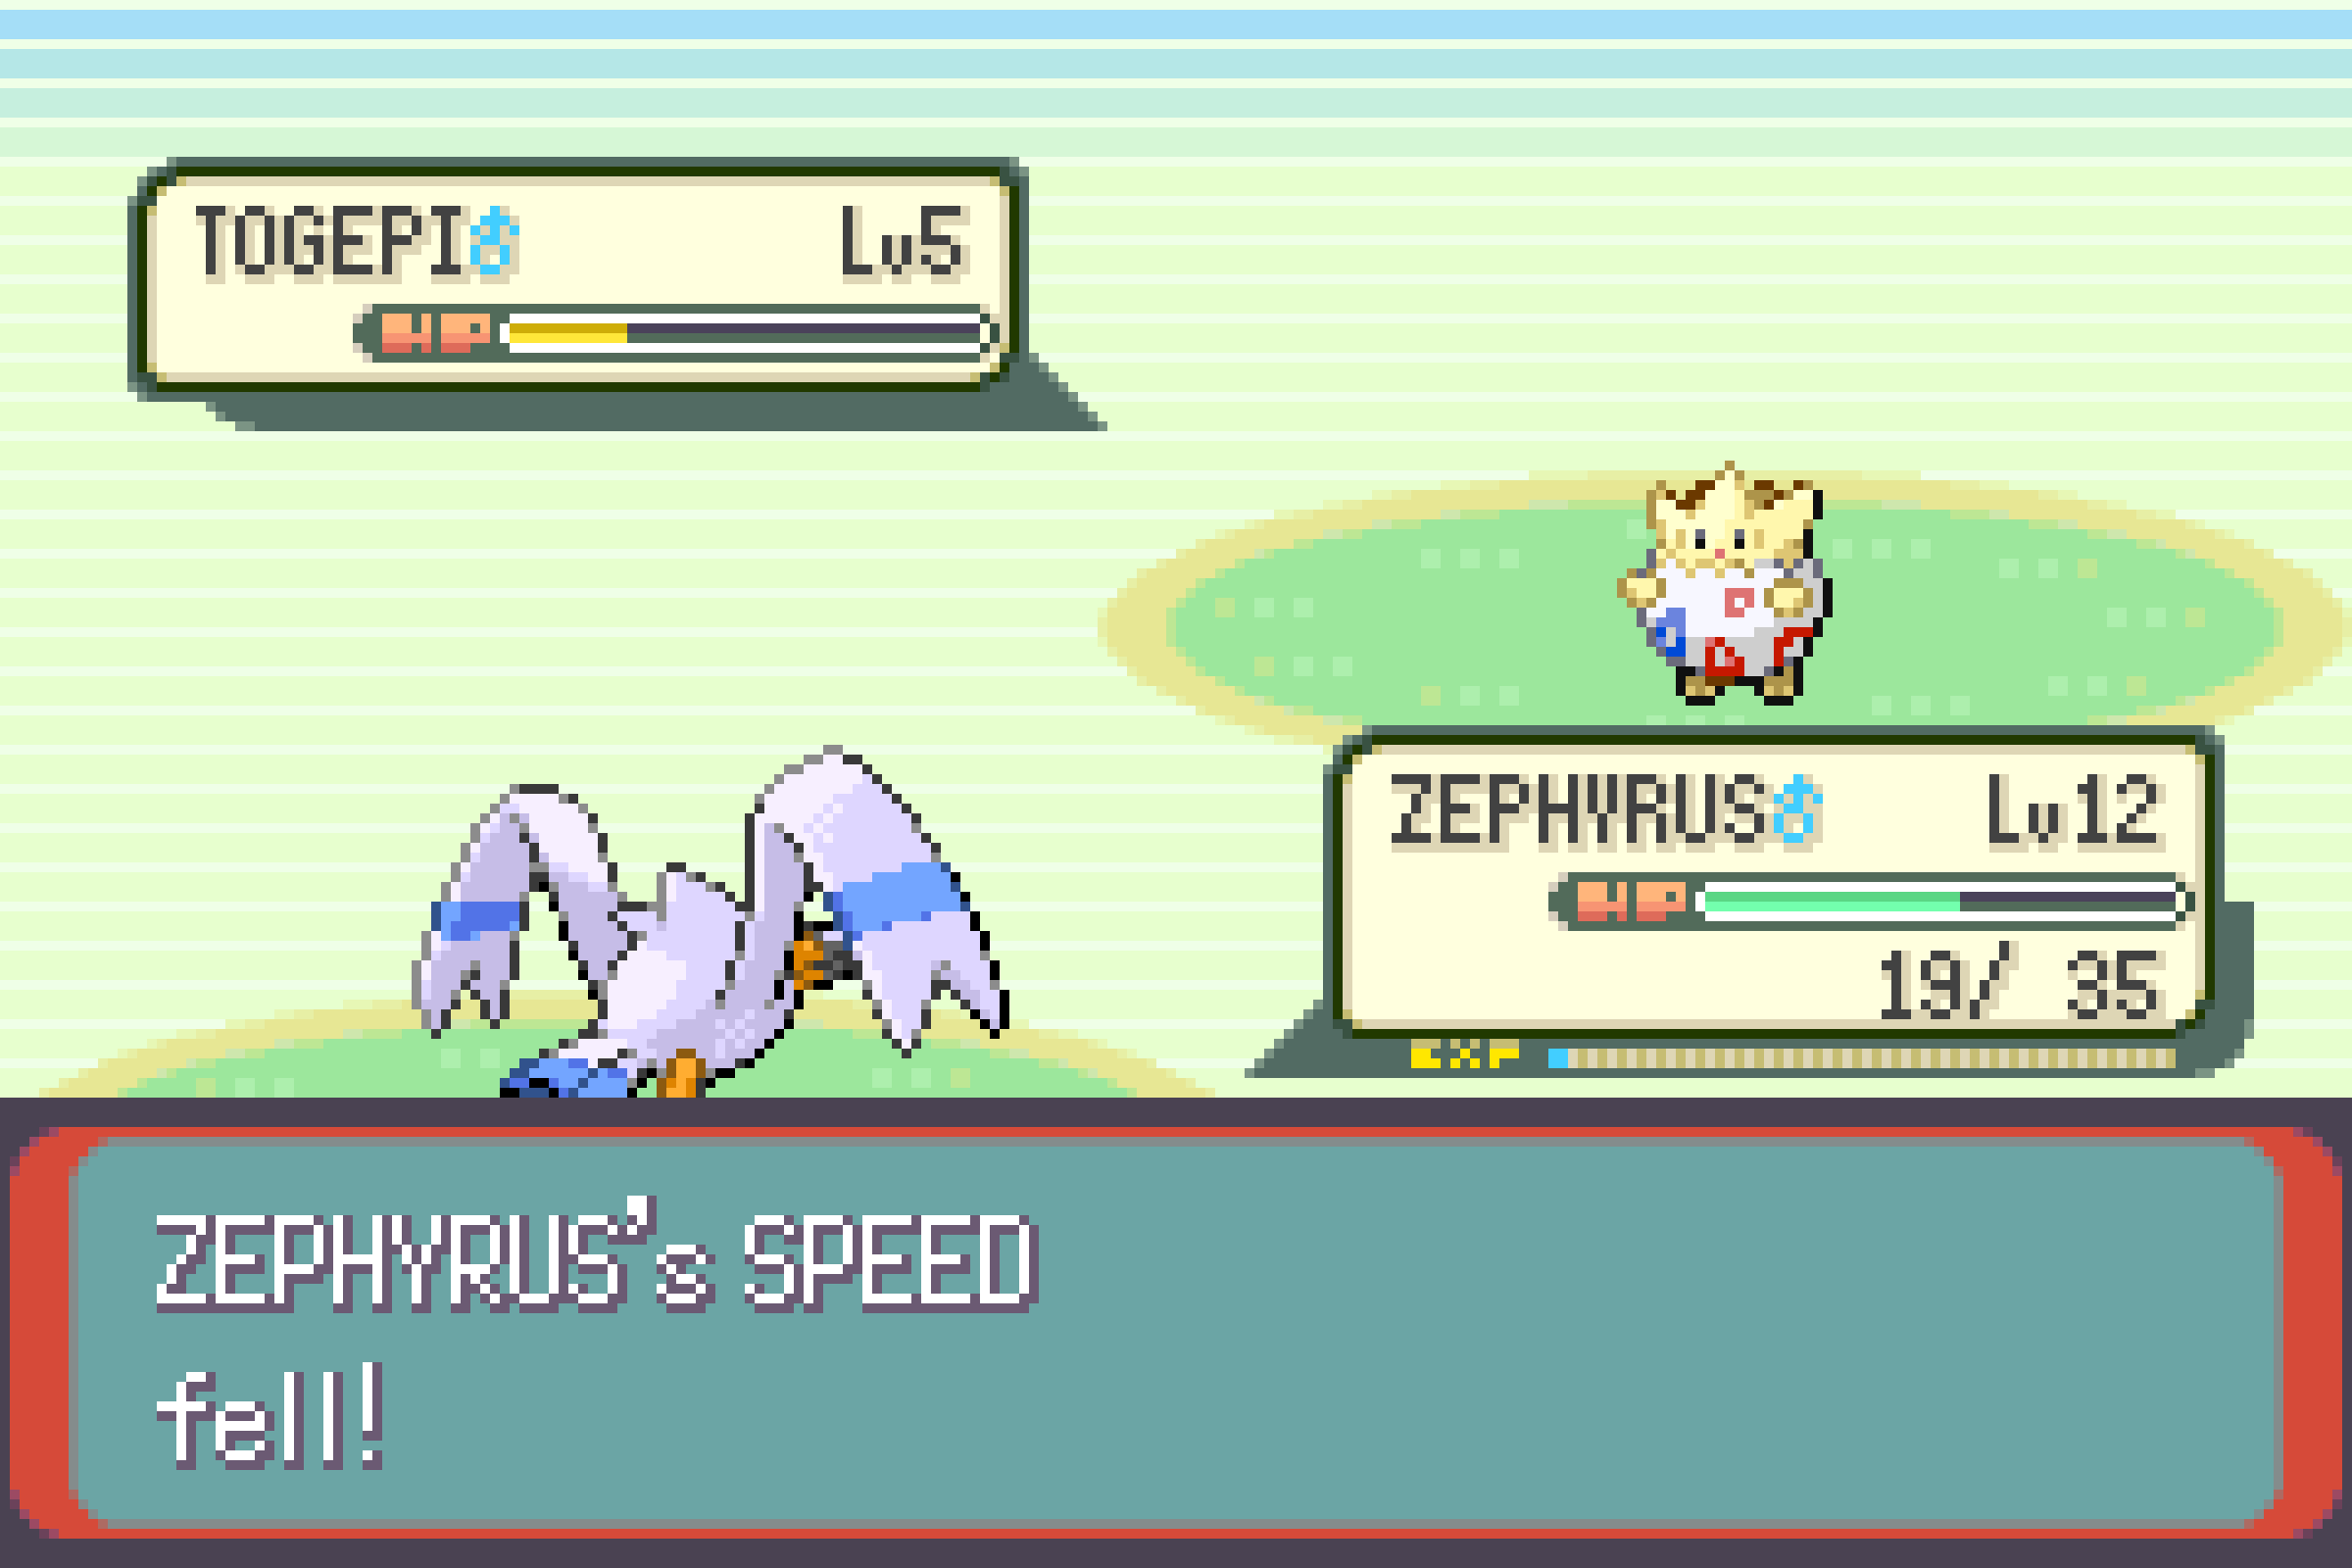 TOGEPI♂ Lv5
HP
ZEPHYRUS♂ Lv12
HP
19/ 35
EXP
ZEPHYRUS's SPEED
fell!